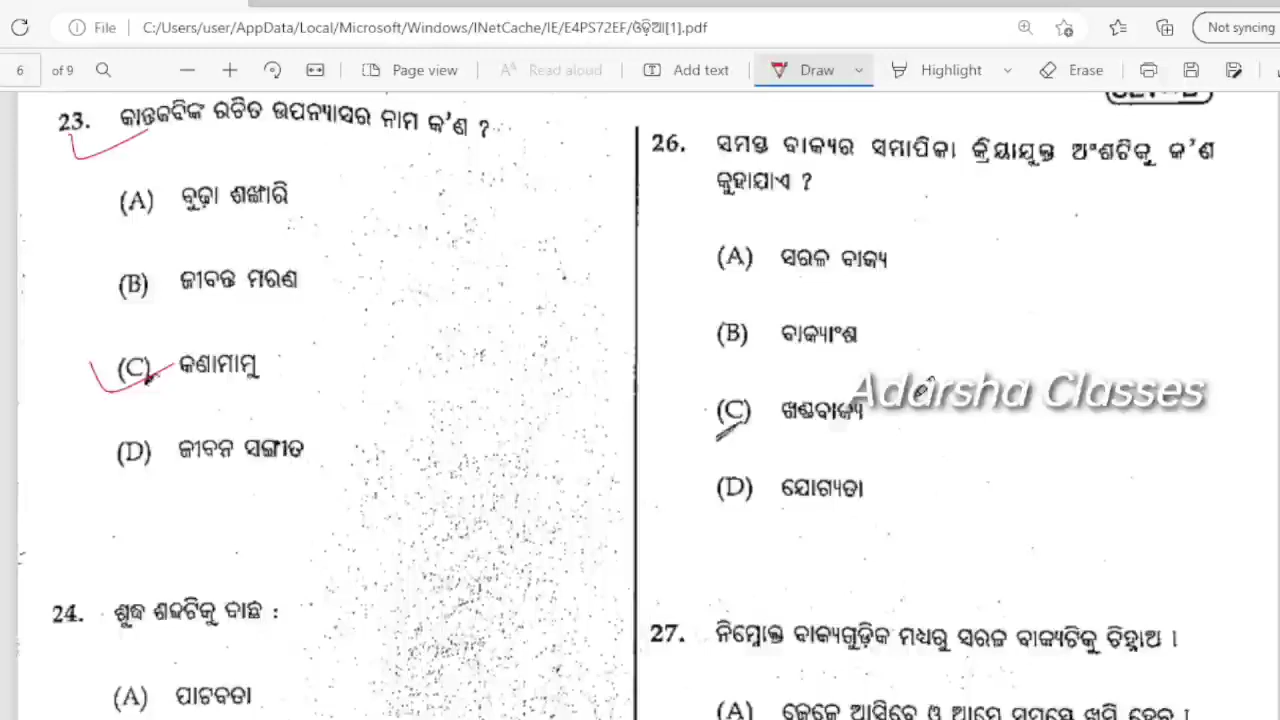 File
C:/Users/user/AppData/Local/Microsoft/Windows/INetCache/IE/E4PS72EF/ଓଡ଼ିଆ[1].pdf
Not syncing
6 of 9
Page view
Read aloud
Add text
Draw
Highlight
Erase
23. କାନ୍ତକବିଙ୍କ ରଚିତ ଉପନ୍ୟାସର ନାମ କ'ଣ ?
(A) ବୁଢ଼ା ଶଙ୍ଖାରି
(B) ଜୀବନ୍ତ ମରଣ
(C) କଣାମାମୁ
(D) ଜୀବନ ସଙ୍ଗୀତ
24. ଶୁଦ୍ଧ ଶବ୍ଦଟିକୁ ବାଛ :
(A) ପାଟବତା
26. ସମସ୍ତ ବାକ୍ୟର ସମାପିକା କ୍ରିୟାଯୁକ୍ତ ଅଂଶଟିକୁ କ'ଣ
କୁହାଯାଏ ?
(A) ସରଳ ବାକ୍ୟ
(B) ବାକ୍ୟାଂଶ
(C) ଖଣ୍ଡବାକ୍ୟ
(D) ଯୋଗ୍ୟତା
Adarsha Classes
27. ନିମ୍ନୋକ୍ତ ବାକ୍ୟଗୁଡ଼ିକ ମଧ୍ୟରୁ ସରଳ ବାକ୍ୟଟିକୁ ଚିହ୍ନାଅ ।
(A)